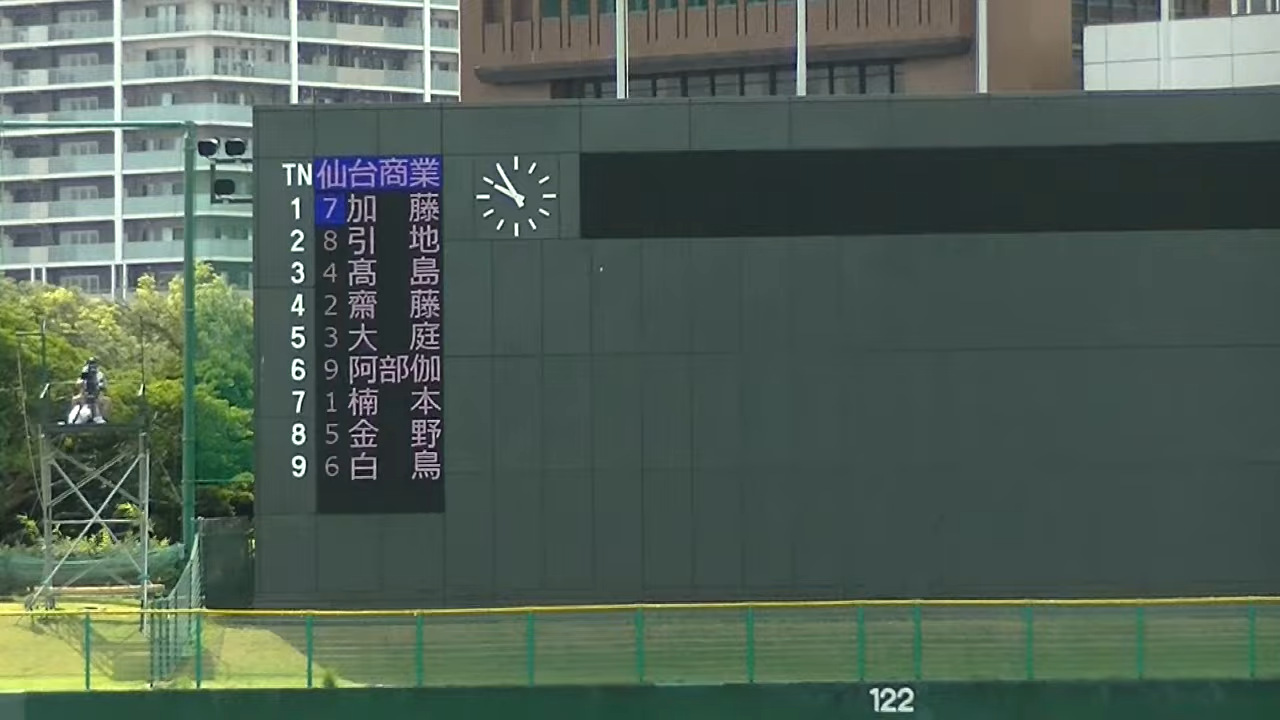 TN 仙台商業
1 7 加 藤
2 8 引 地
3 4 髙 島
4 2 齋 藤
5 3 大 庭
6 9 阿部伽
7 1 楠 本
8 5 金 野
9 6 白 鳥
122